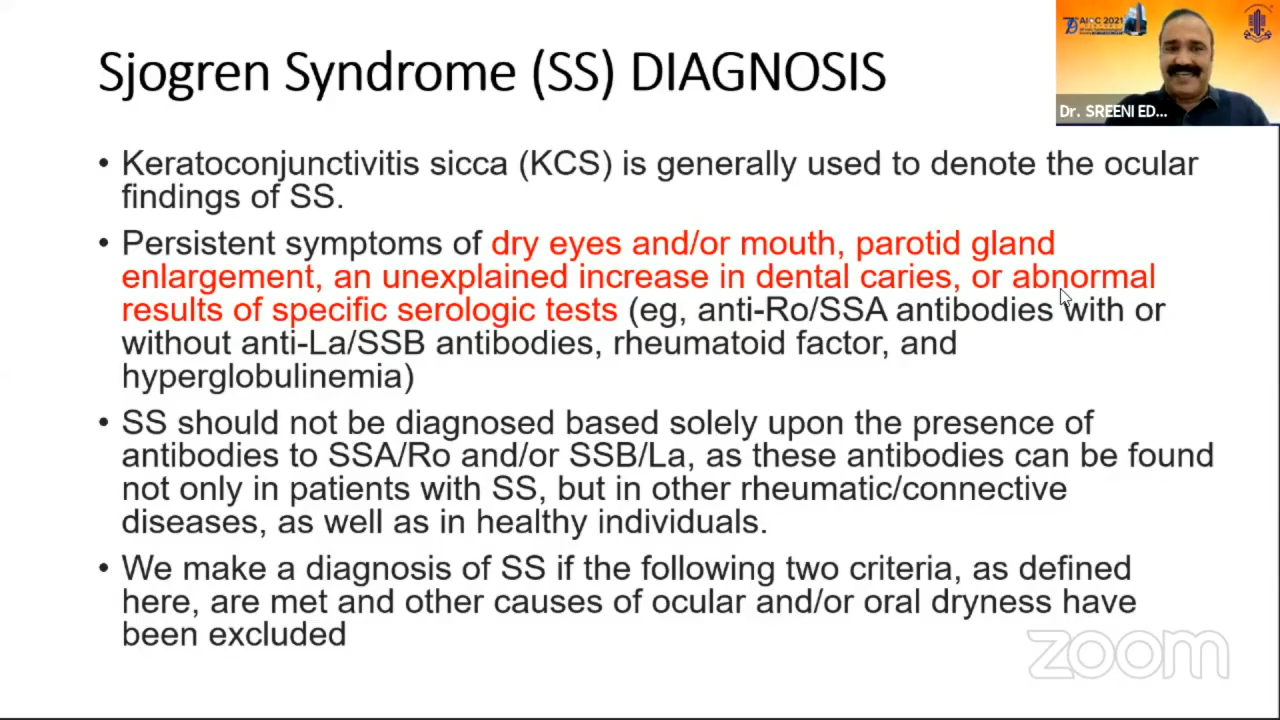 Sjogren Syndrome (SS) DIAGNOSIS
AIOC 2021
Dr. SREENI ED...
• Keratoconjunctivitis sicca (KCS) is generally used to denote the ocular
findings of SS.
• Persistent symptoms of dry eyes and/or mouth, parotid gland
enlargement, an unexplained increase in dental caries, or abnormal
results of specific serologic tests (eg, anti-Ro/SSA antibodies with or
without anti-La/SSB antibodies, rheumatoid factor, and
hyperglobulinemia)
• SS should not be diagnosed based solely upon the presence of
antibodies to SSA/Ro and/or SSB/La, as these antibodies can be found
not only in patients with SS, but in other rheumatic/connective
diseases, as well as in healthy individuals.
• We make a diagnosis of SS if the following two criteria, as defined
here, are met and other causes of ocular and/or oral dryness have
been excluded
zoom